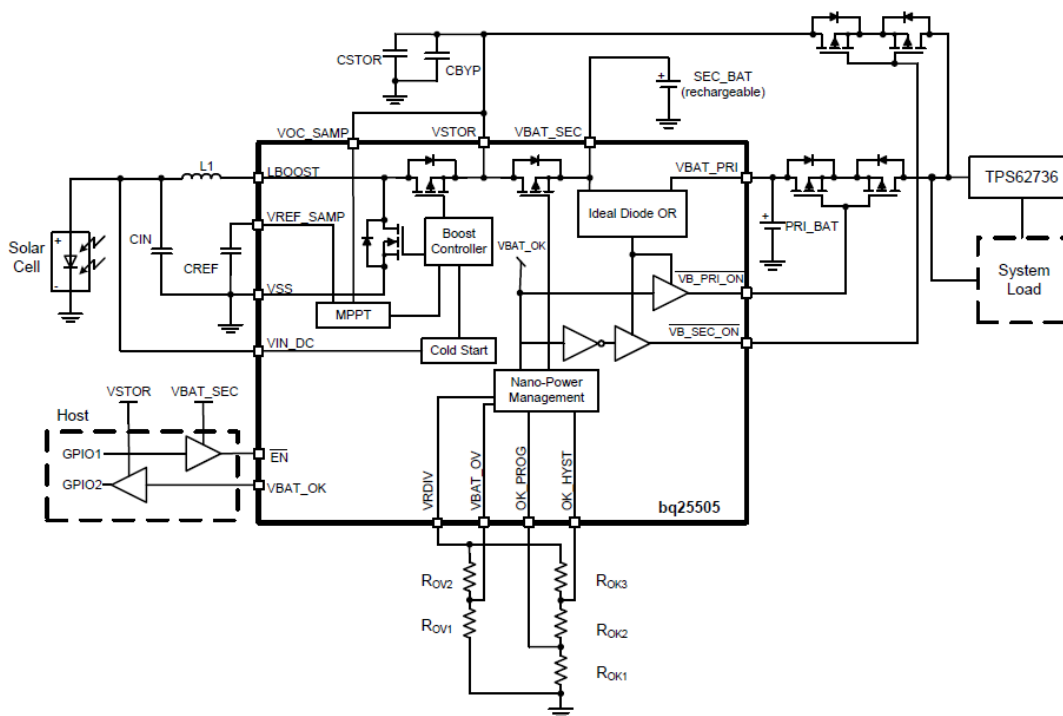 CSTOR
CBYP
SEC_BAT
(rechargeable)
VOC_SAMP
VSTOR
VBAT_SEC
L1
LBOOST
VBAT_PRI
TPS62736
Ideal Diode OR
VREF_SAMP
Boost
Controller
VBAT_OK
+
PRI_BAT
Solar
Cell
+
-
CIN
CREF
System
Load
VB_PRI_ON
VSS
MPPT
VB_SEC_ON
VIN_DC
Cold Start
Nano-Power
Management
VSTOR
VBAT_SEC
Host
GPIO1
EN
GPIO2
VBAT_OK
VRDIV
VBAT_OV
OK_PROG
OK_HYST
bq25505
ROV2
ROK3
ROV1
ROK2
ROK1